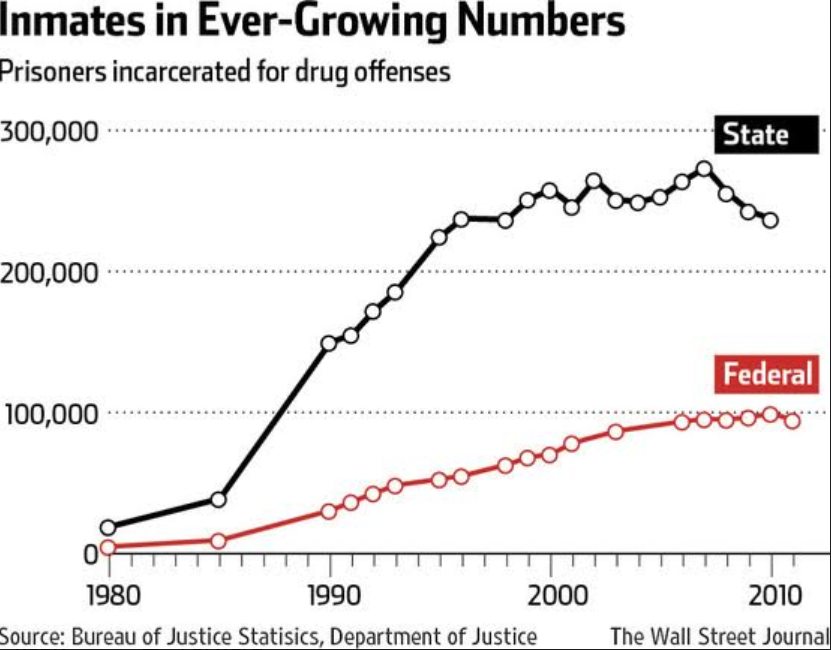 Inmates in Ever-Growing Numbers
Prisoners incarcerated for drug offenses
300,000
State
200,000
Federal
100,000
0
1980 1990 2000 2010
Source: Bureau of Justice Statisics, Department of Justice The Wall Street Journal